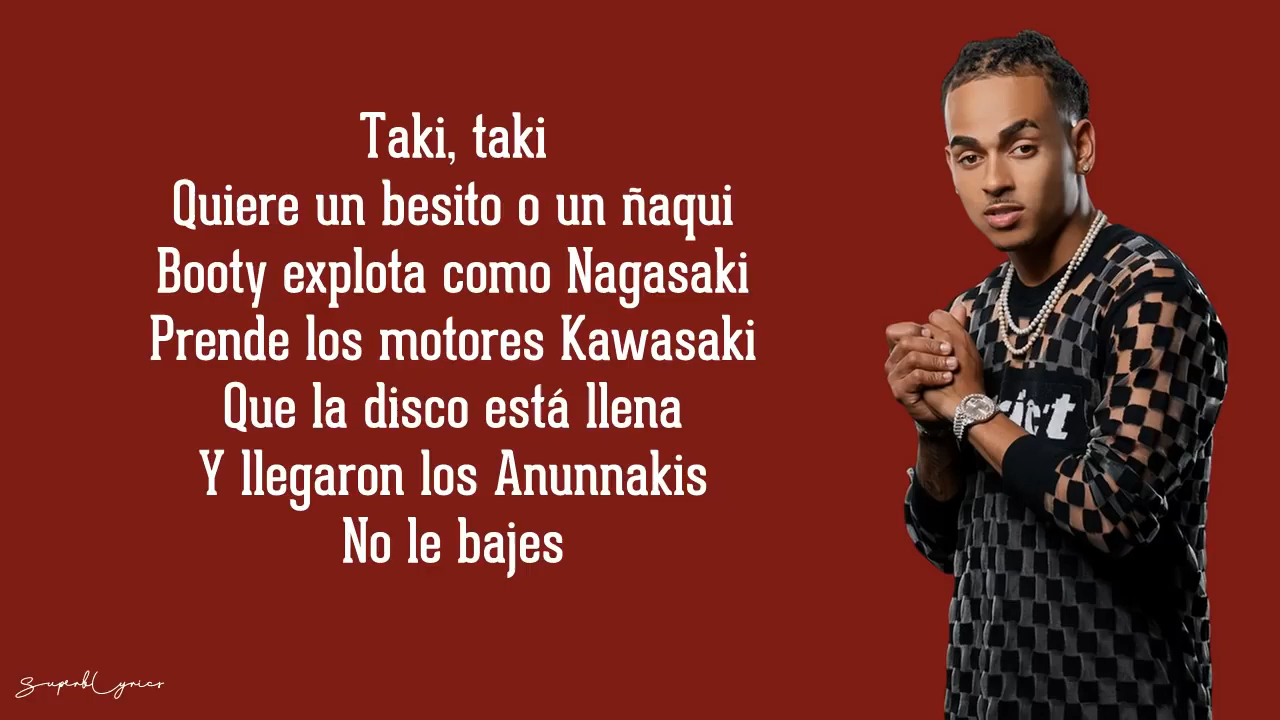 Taki, taki
Quiere un besito o un ñaqui
Booty explota como Nagasaki
Prende los motores Kawasaki
Que la disco está llena
Y llegaron los Anunnakis
No le bajes
SuperbLyrics